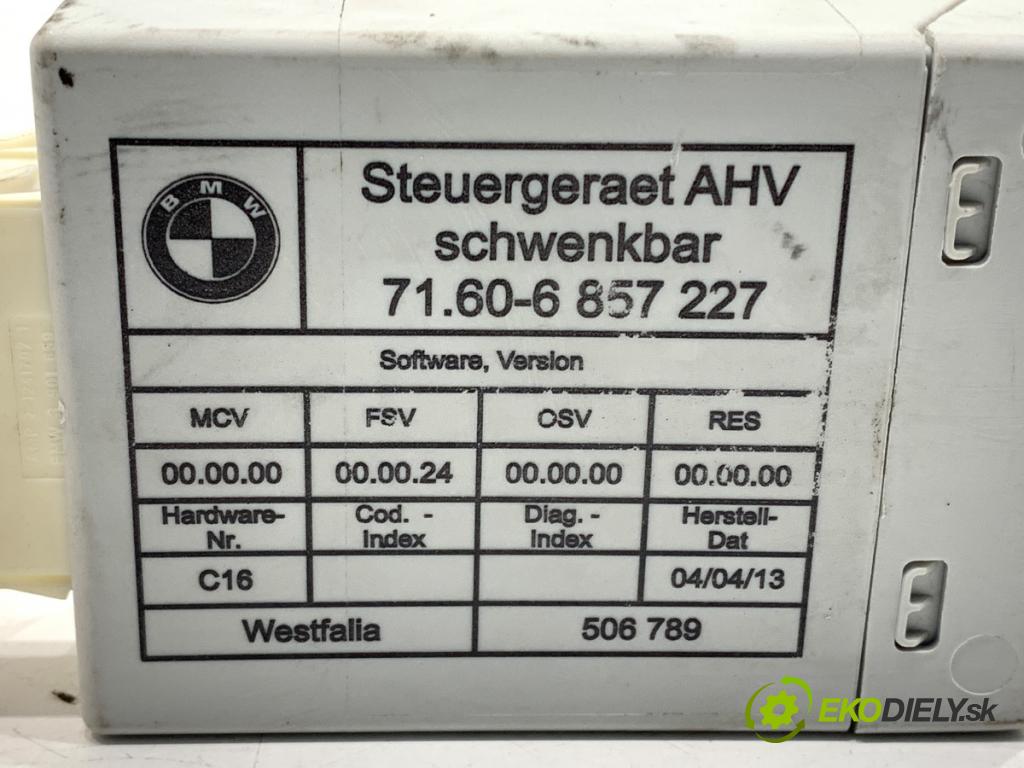 BMW
Steuergeraet AHV
schwenkbar
71.60-6 857 227
Software, Version
MCV FSV OSV RES
00.00.00 00.00.24 00.00.00 00.00.00
Hardware-
Nr.
Cod. -
Index
Diag. -
Index
Herstell-
Dat
C16 04/04/13
Westfalia 506 789
EKODIELY.sk